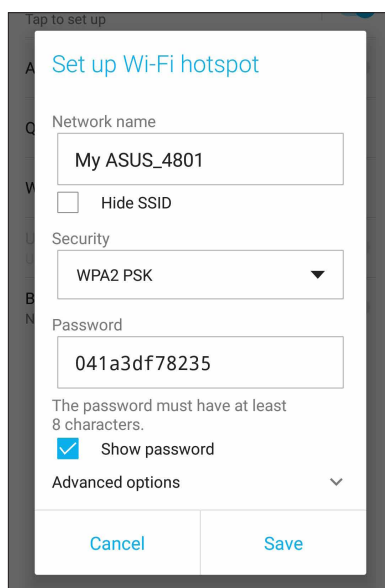 Tap to set up
A
Set up Wi-Fi hotspot
Network name
Q
My ASUS_4801
W
Hide SSID
Security
U
U
WPA2 PSK
B
N
Password
041a3df78235
The password must have at least
8 characters.
Show password
Advanced options
Cancel
Save